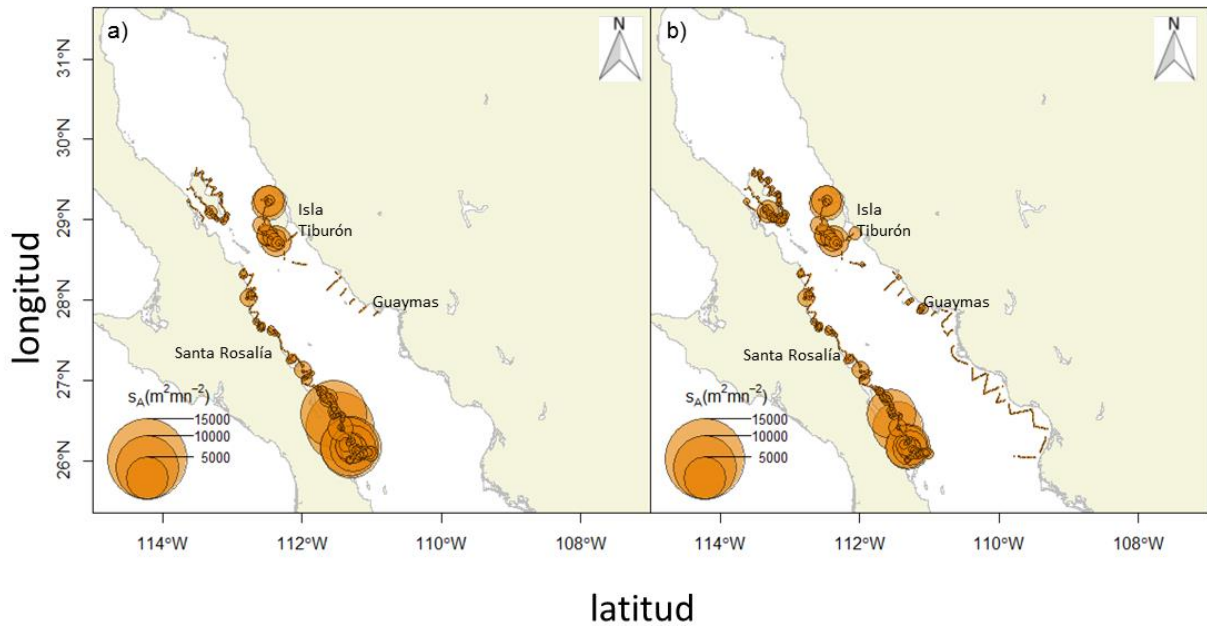 a)
N
31°N
30°N
29°N
28°N
27°N
26°N
longitud
Isla
Tiburón
Guaymas
Santa Rosalía
sA(m²mn⁻²)
15000
10000
5000
114°W
112°W
110°W
108°W
b)
N
Isla
Tiburón
Guaymas
Santa Rosalía
sA(m²mn⁻²)
15000
10000
5000
114°W
112°W
110°W
108°W
latitud